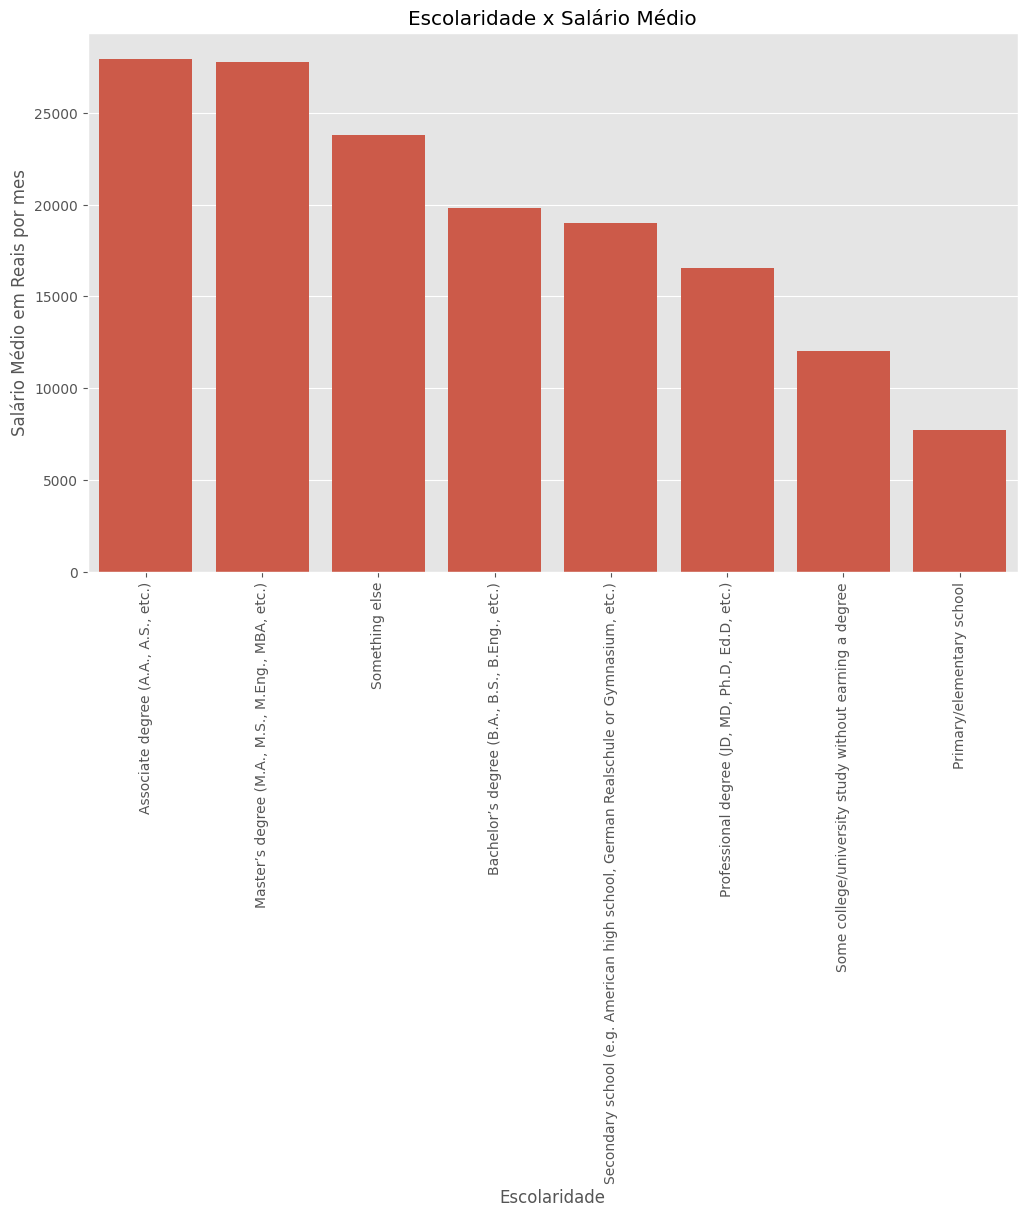 Escolaridade x Salário Médio
Salário Médio em Reais por mes
25000
20000
15000
10000
5000
0
Associate degree (A.A., A.S., etc.)
Master’s degree (M.A., M.S., M.Eng., MBA, etc.)
Something else
Bachelor’s degree (B.A., B.S., B.Eng., etc.)
Secondary school (e.g. American high school, German Realschule or Gymnasium, etc.)
Professional degree (JD, MD, Ph.D, Ed.D, etc.)
Some college/university study without earning a degree
Primary/elementary school
Escolaridade